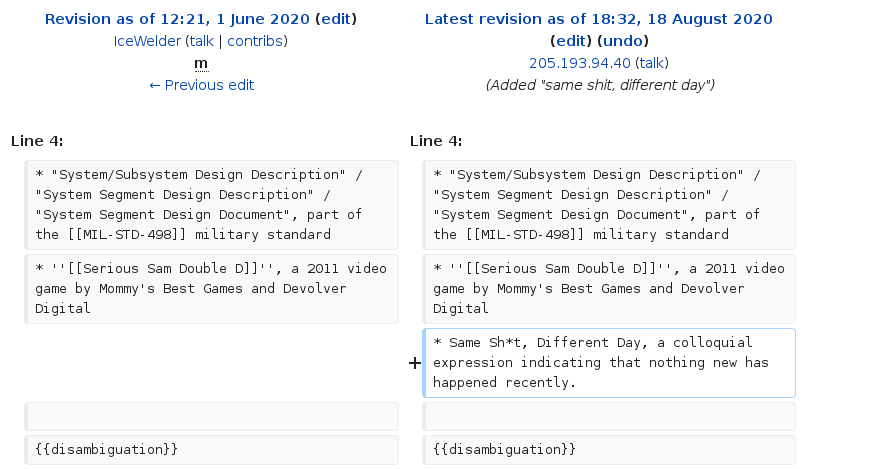 Revision as of 12:21, 1 June 2020 (edit)
IceWelder (talk | contribs)
m
← Previous edit
Latest revision as of 18:32, 18 August 2020
(edit) (undo)
205.193.94.40 (talk)
(Added "same shit, different day")
Line 4:
* "System/Subsystem Design Description" /
"System Segment Design Description" /
"System Segment Design Document", part of
the [[MIL-STD-498]] military standard
* ''[[Serious Sam Double D]]'', a 2011 video
game by Mommy's Best Games and Devolver
Digital
{{disambiguation}}
Line 4:
* "System/Subsystem Design Description" /
"System Segment Design Description" /
"System Segment Design Document", part of
the [[MIL-STD-498]] military standard
* ''[[Serious Sam Double D]]'', a 2011 video
game by Mommy's Best Games and Devolver
Digital
+ * Same Sh*t, Different Day, a colloquial
expression indicating that nothing new has
happened recently.
{{disambiguation}}